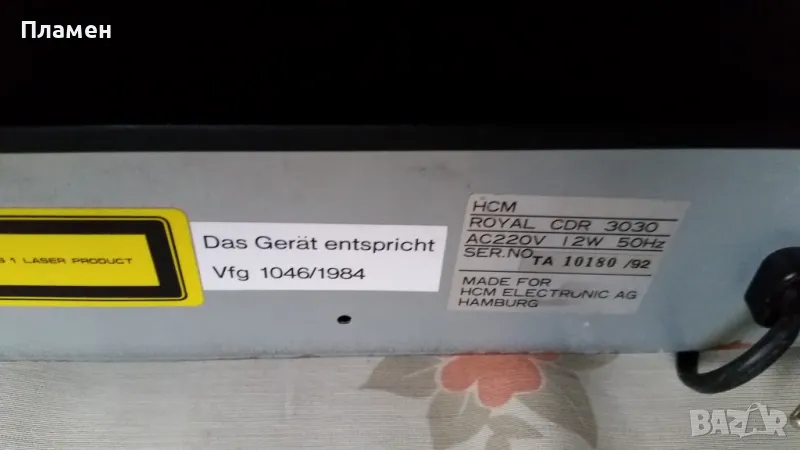 Пламен
HCM
ROYAL CDR 3030
AC220V 12W 50Hz
SER.NO. TA 10180 /92
MADE FOR
HCM ELECTRONIC AG
HAMBURG
Das Gerät entspricht
Vfg 1046/1984
1 LASER PRODUCT
BAZAR